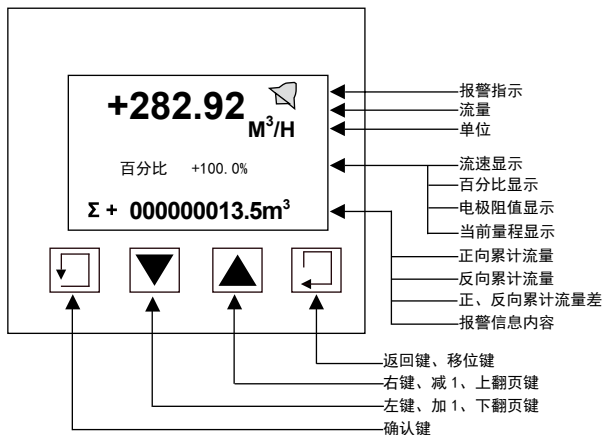 +282.92
M³/H
百分比 +100.0%
Σ + 000000013.5m³
报警指示
流量
单位
流速显示
百分比显示
电极阻值显示
当前量程显示
正向累计流量
反向累计流量
正、反向累计流量差
报警信息内容
返回键、移位键
右键、减 1、上翻页键
左键、加 1、下翻页键
确认键